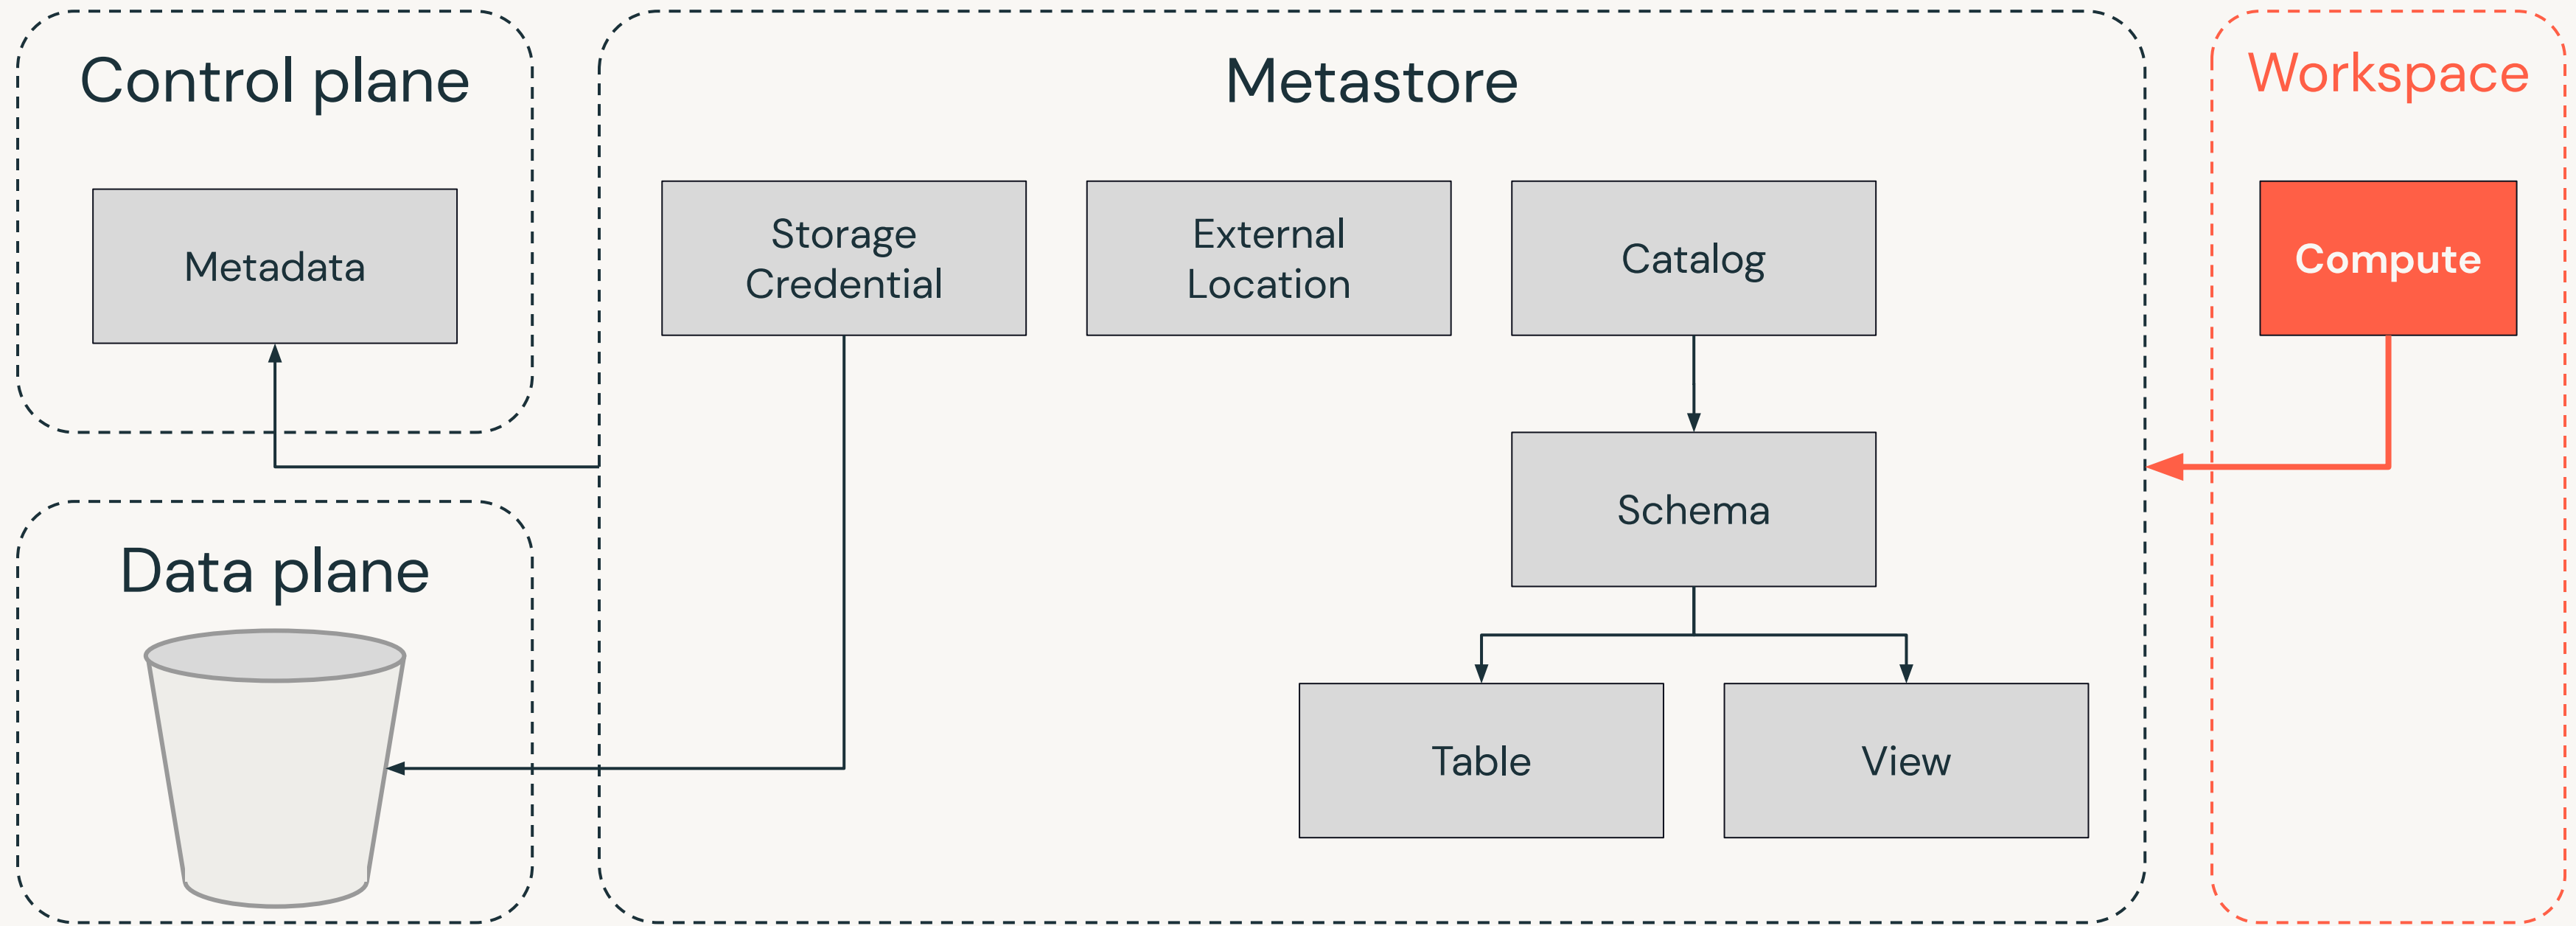 Control plane
Metadata
Data plane
Metastore
Storage
Credential
External
Location
Catalog
Schema
Table
View
Workspace
Compute